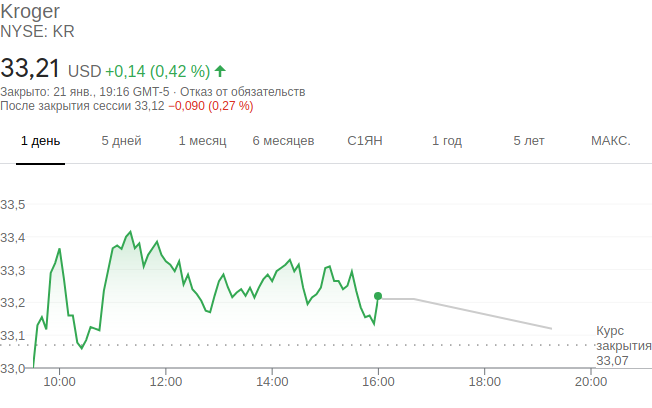 Kroger
NYSE: KR
33,21 USD +0,14 (0,42 %)
Закрыто: 21 янв., 19:16 GMT-5 · Отказ от обязательств
После закрытия сессии 33,12 −0,090 (0,27 %)
1 день 5 дней 1 месяц 6 месяцев С1ЯН 1 год 5 лет МАКС.
33,5
33,4
33,3
33,2
33,1
33,0
Курс
закрытия
33,07
10:00 12:00 14:00 16:00 18:00 20:00